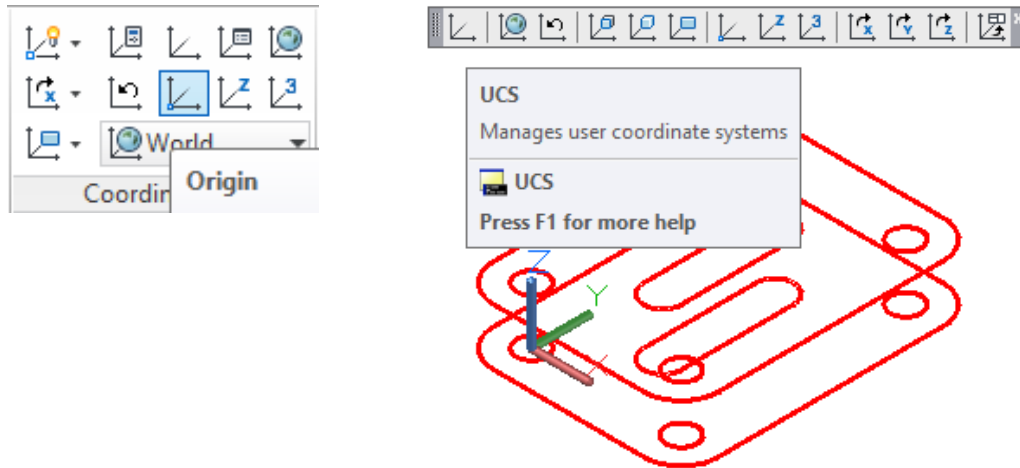 World
Coordin
Origin
UCS
Manages user coordinate systems
UCS
Press F1 for more help
Z
Y
X